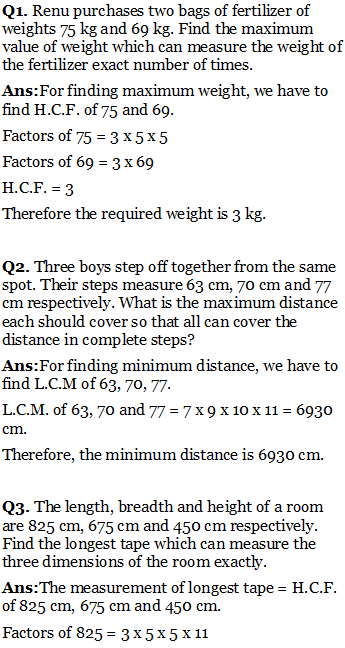 Q1. Renu purchases two bags of fertilizer of
weights 75 kg and 69 kg. Find the maximum
value of weight which can measure the weight of
the fertilizer exact number of times.
Ans:For finding maximum weight, we have to
find H.C.F. of 75 and 69.
Factors of 75 = 3 x 5 x 5
Factors of 69 = 3 x 69
H.C.F. = 3
Therefore the required weight is 3 kg.
Q2. Three boys step off together from the same
spot. Their steps measure 63 cm, 70 cm and 77
cm respectively. What is the maximum distance
each should cover so that all can cover the
distance in complete steps?
Ans:For finding minimum distance, we have to
find L.C.M of 63, 70, 77.
L.C.M. of 63, 70 and 77 = 7 x 9 x 10 x 11 = 6930
cm.
Therefore, the minimum distance is 6930 cm.
Q3. The length, breadth and height of a room
are 825 cm, 675 cm and 450 cm respectively.
Find the longest tape which can measure the
three dimensions of the room exactly.
Ans:The measurement of longest tape = H.C.F.
of 825 cm, 675 cm and 450 cm.
Factors of 825 = 3 x 5 x 5 x 11